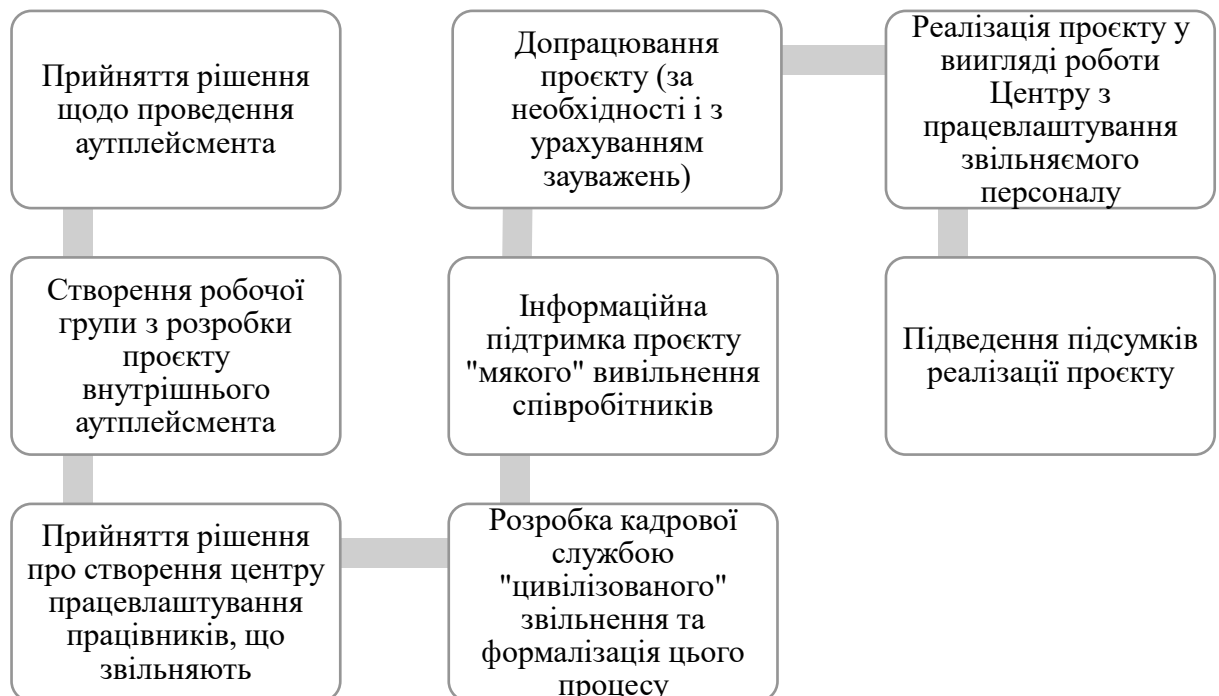 Прийняття рішення
щодо проведення
аутплейсмента
Створення робочої
групи з розробки
проєкту
внутрішнього
аутплейсмента
Прийняття рішення
про створення центру
працевлаштування
працівників, що
звільняють
Розробка кадрової
службою
"цивілізованого"
звільнення та
формалізація цього
процесу
Інформаційна
підтримка проєкту
"мякого" вивільнення
співробітників
Допрацювання
проєкту (за
необхідності і з
урахуванням
зауважень)
Реалізація проєкту у
виигляді роботи
Центру з
працевлаштування
звільняємого
персоналу
Підведення підсумків
реалізації проєкту